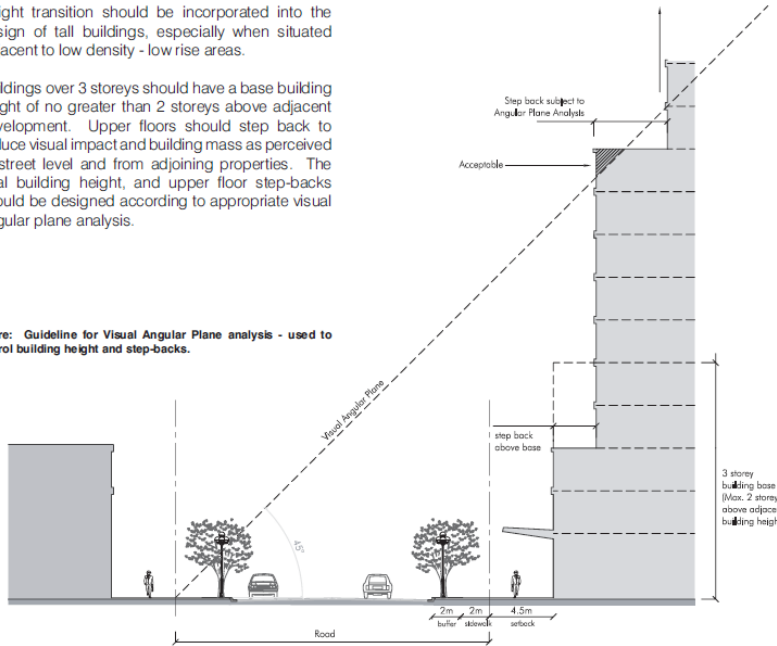 ight transition should be incorporated into the
sign of tall buildings, especially when situated
acent to low density - low rise areas.
ldings over 3 storeys should have a base building
ght of no greater than 2 storeys above adjacent
velopment. Upper floors should step back to
duce visual impact and building mass as perceived
street level and from adjoining properties. The
al building height, and upper floor step-backs
ould be designed according to appropriate visual
gular plane analysis.
re: Guideline for Visual Angular Plane analysis - used to
rol building height and step-backs.
Step back subject to
Angular Plane Analysis
Acceptable
Visual Angular Plane
step back
above base
3 storey
building base
(Max. 2 storey
above adjace
building heigh
45°
2m
buffer
2m
sidewalk
4.5m
setback
Road